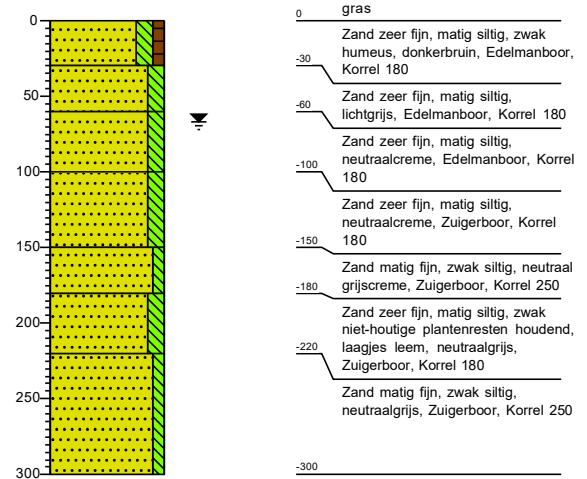 0
50
100
150
200
250
300
0
gras
Zand zeer fijn, matig siltig, zwak
humeus, donkerbruin, Edelmanboor,
Korrel 180
-30
Zand zeer fijn, matig siltig,
lichtgrijs, Edelmanboor, Korrel 180
-60
Zand zeer fijn, matig siltig,
neutraalcreme, Edelmanboor, Korrel
180
-100
Zand zeer fijn, matig siltig,
neutraalcreme, Zuigerboor, Korrel
180
-150
Zand matig fijn, zwak siltig, neutraal
grijscreme, Zuigerboor, Korrel 250
-180
Zand zeer fijn, matig siltig, zwak
niet-houtige plantenresten houdend,
laagjes leem, neutraalgrijs,
Zuigerboor, Korrel 180
-220
Zand matig fijn, zwak siltig,
neutraalgrijs, Zuigerboor, Korrel 250
-300